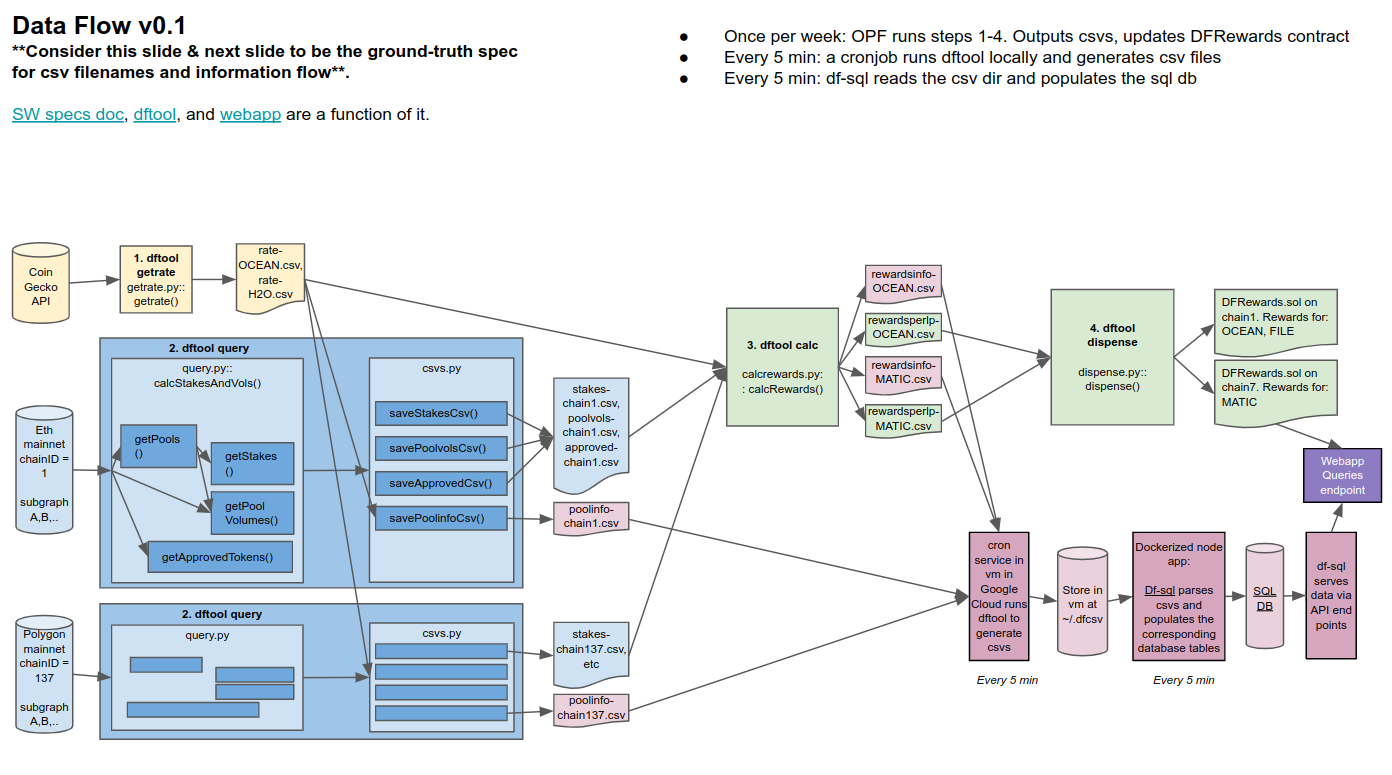 Data Flow v0.1
**Consider this slide & next slide to be the ground-truth spec
for csv filenames and information flow**.
SW specs doc, dftool, and webapp are a function of it.
● Once per week: OPF runs steps 1-4. Outputs csvs, updates DFRewards contract
● Every 5 min: a cronjob runs dftool locally and generates csv files
● Every 5 min: df-sql reads the csv dir and populates the sql db
Coin
Gecko
API
1. dftool
getrate
getrate.py::
getrate()
rate-
OCEAN.csv,
rate-
H2O.csv
2. dftool query
query.py::
calcStakesAndVols()
getPools
()
getStakes
()
getPool
Volumes()
getApprovedTokens()
csvs.py
saveStakesCsv()
savePoolvolsCsv()
saveApprovedCsv()
savePoolinfoCsv()
Eth
mainnet
chainID =
1
subgraph
A,B,..
stakes-
chain1.csv,
poolvols-
chain1.csv,
approved-
chain1.csv
poolinfo-
chain1.csv
Polygon
mainnet
chainID =
137
subgraph
A,B,..
2. dftool query
query.py
csvs.py
stakes-
chain137.csv,
etc
poolinfo-
chain137.csv
3. dftool calc
calcrewards.py:
: calcRewards()
rewardsinfo-
OCEAN.csv
rewardsperlp-
OCEAN.csv
rewardsinfo-
MATIC.csv
rewardsperlp-
MATIC.csv
4. dftool
dispense
dispense.py::
dispense()
DFRewards.sol on
chain1. Rewards for:
OCEAN, FILE
DFRewards.sol on
chain7. Rewards for:
MATIC
Webapp
Queries
endpoint
cron
service in
vm in
Google
Cloud runs
dftool to
generate
csvs
Every 5 min
Store in
vm at
~/.dfcsv
Dockerized node
app:
Df-sql parses
csvs and
populates the
corresponding
database tables
Every 5 min
SQL
DB
df-sql
serves
data via
API end
points